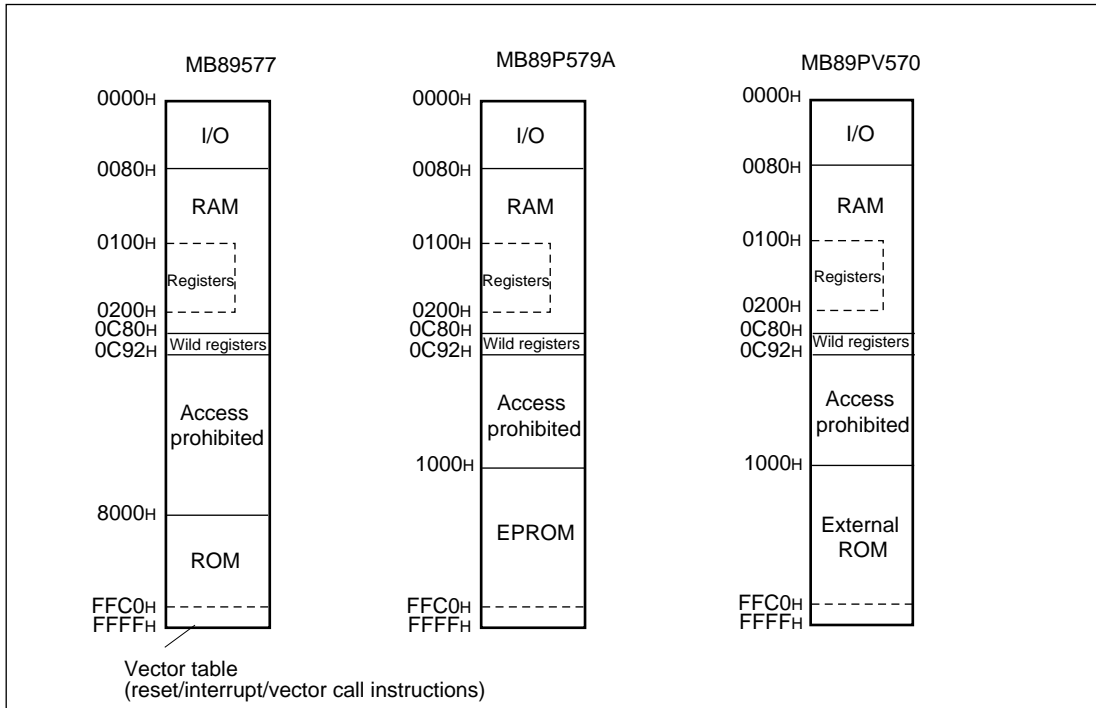 MB89577
0000H
I/O
0080H
RAM
0100H
Registers
0200H
0C80H
Wild registers
0C92H
Access
prohibited
8000H
ROM
FFC0H
FFFFH
Vector table
(reset/interrupt/vector call instructions)
MB89P579A
0000H
I/O
0080H
RAM
0100H
Registers
0200H
0C80H
Wild registers
0C92H
Access
prohibited
1000H
EPROM
FFC0H
FFFFH
MB89PV570
0000H
I/O
0080H
RAM
0100H
Registers
0200H
0C80H
Wild registers
0C92H
Access
prohibited
1000H
External
ROM
FFC0H
FFFFH